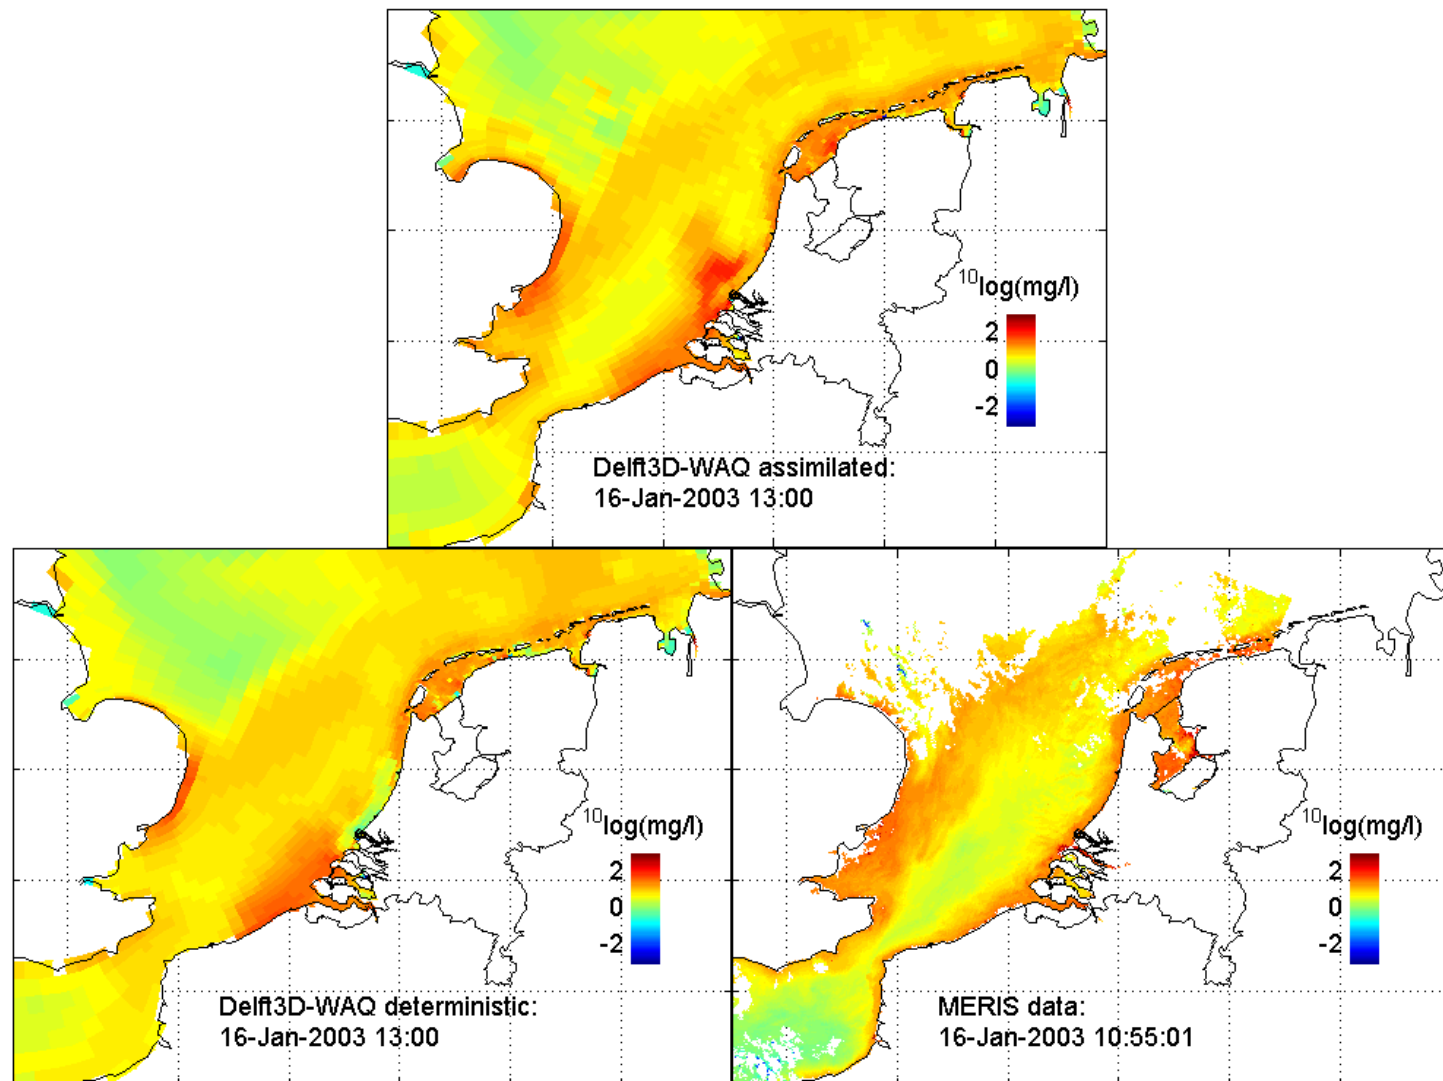 10log(mg/l)
2
0
-2
Delft3D-WAQ assimilated:
16-Jan-2003 13:00
10log(mg/l)
2
0
-2
Delft3D-WAQ deterministic:
16-Jan-2003 13:00
10log(mg/l)
2
0
-2
MERIS data:
16-Jan-2003 10:55:01